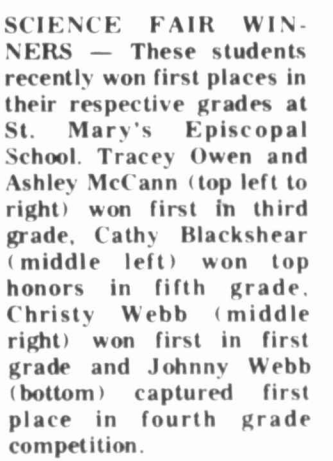 SCIENCE FAIR WIN-
NERS — These students
recently won first places in
their respective grades at
St. Mary's Episcopal
School. Tracey Owen and
Ashley McCann (top left to
right) won first in third
grade, Cathy Blackshear
(middle left) won top
honors in fifth grade,
Christy Webb (middle
right) won first in first
grade and Johnny Webb
(bottom) captured first
place in fourth grade
competition.